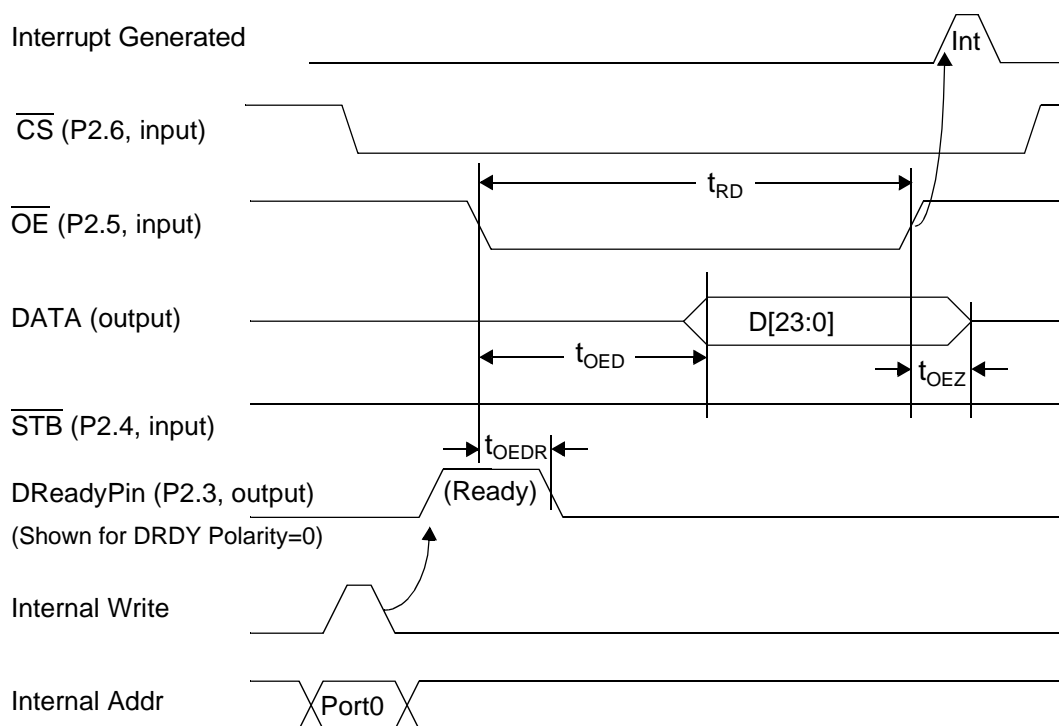 Interrupt Generated
Int
CS (P2.6, input)
tRD
OE (P2.5, input)
DATA (output)
D[23:0]
tOED
tOEZ
STB (P2.4, input)
tOEDR
DReadyPin (P2.3, output)
(Ready)
(Shown for DRDY Polarity=0)
Internal Write
Internal Addr
Port0